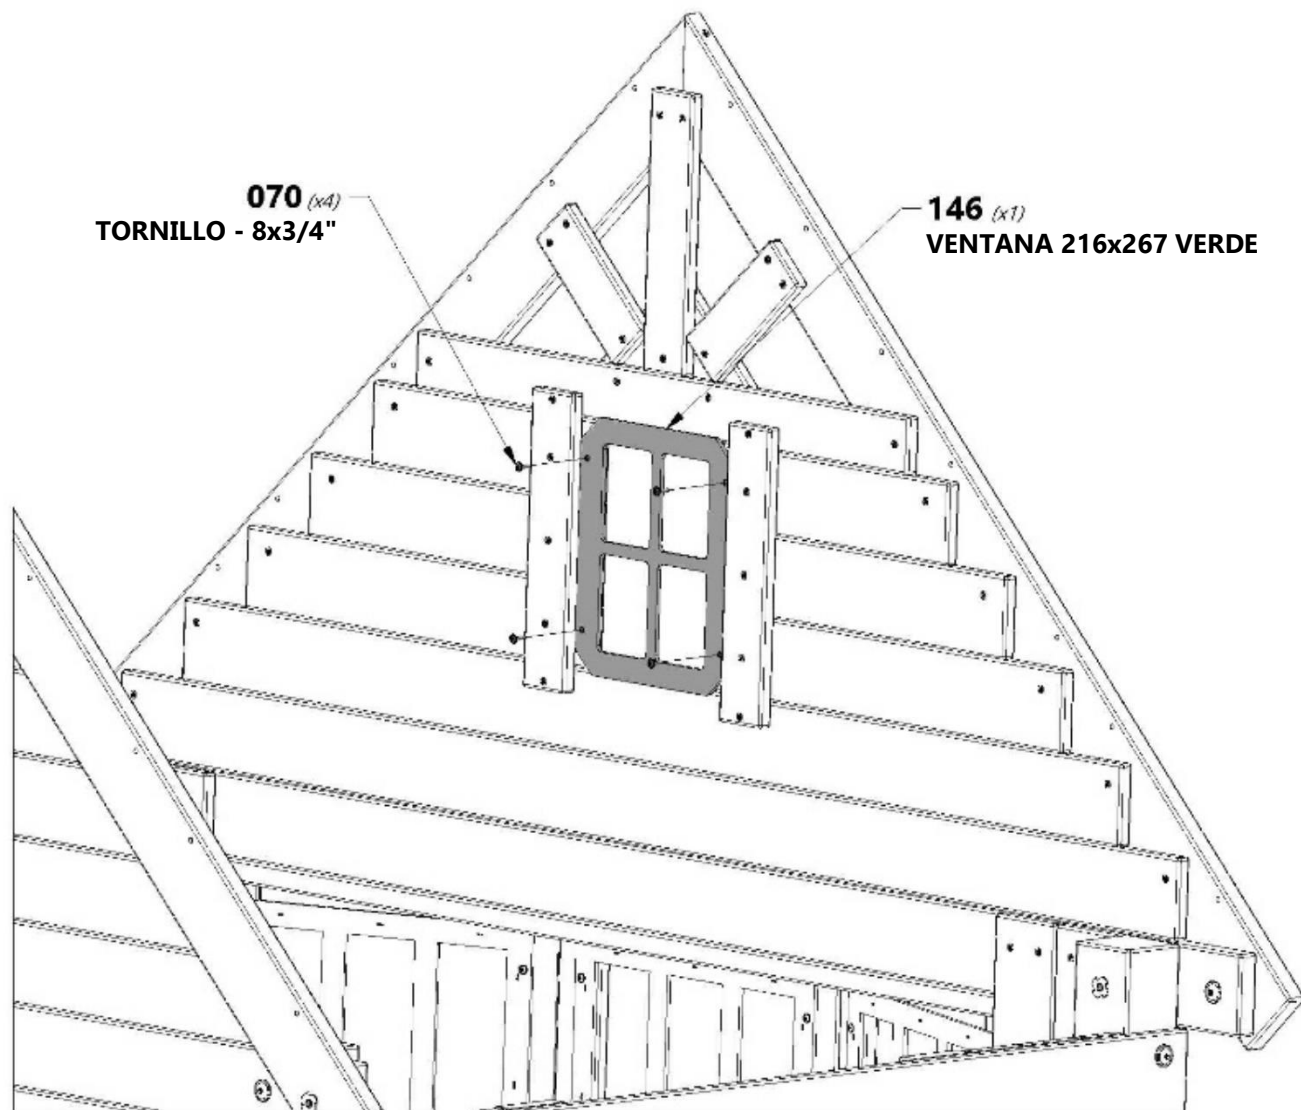 070 (x4)
TORNILLO - 8x3/4"
146 (x1)
VENTANA 216x267 VERDE